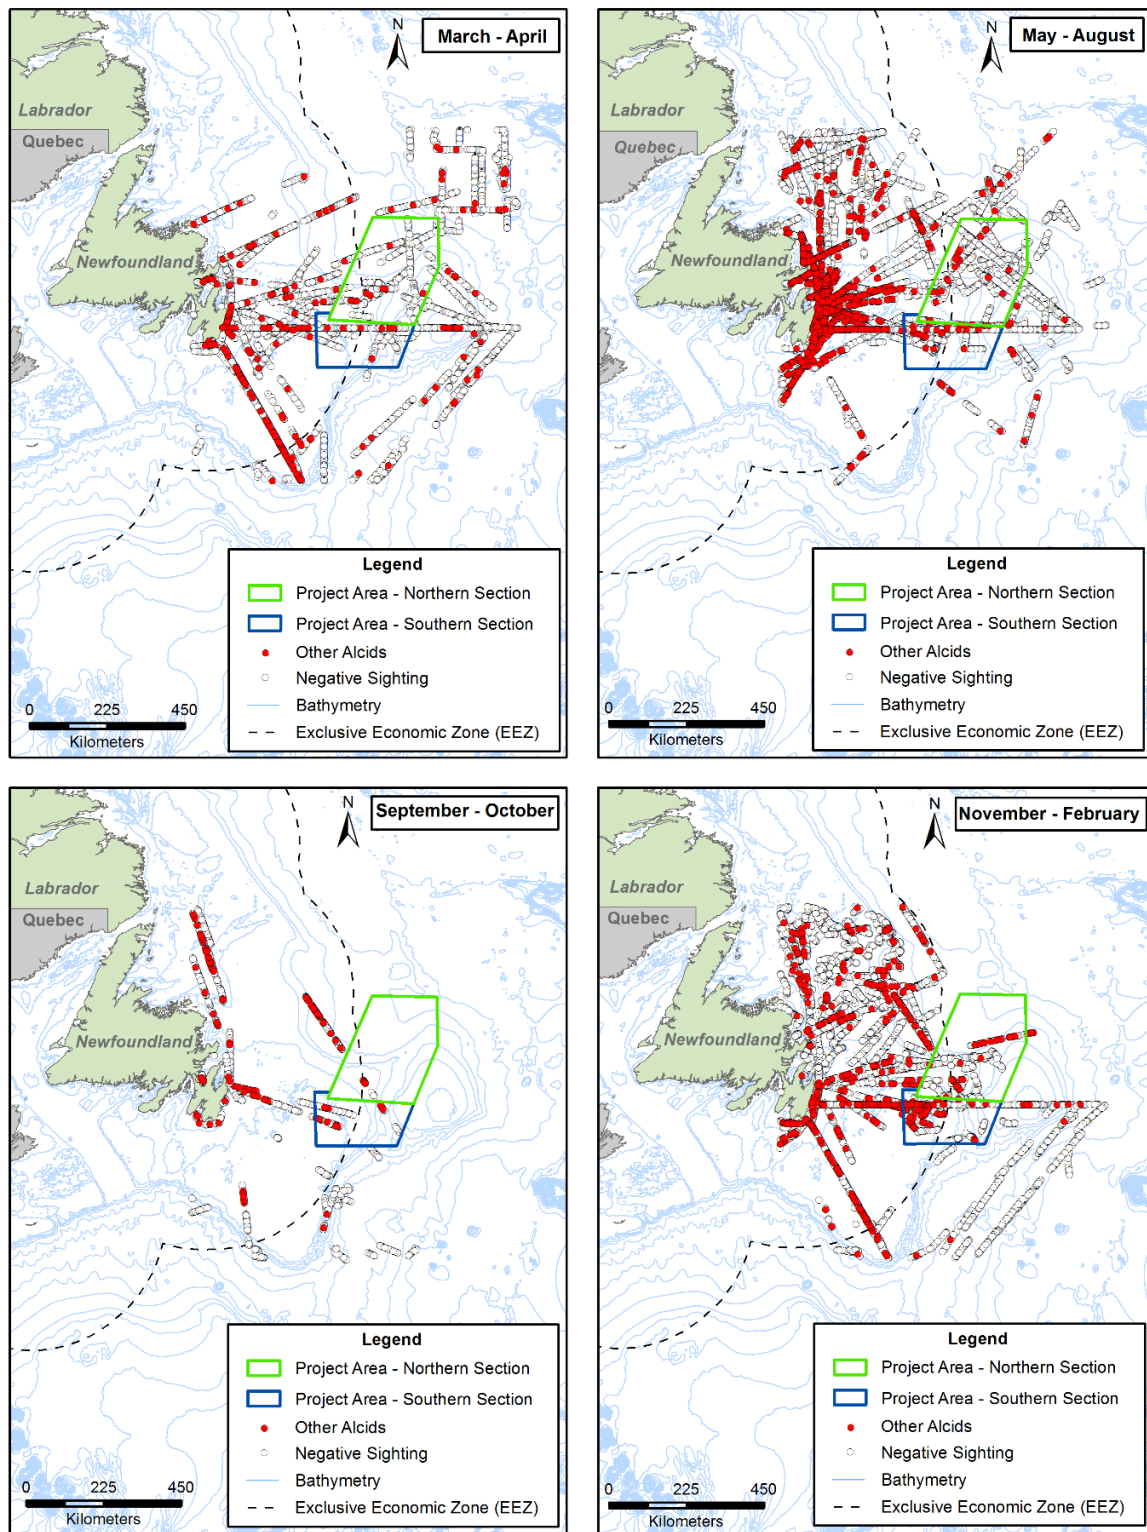 March - April
N
Labrador
Quebec
Newfoundland
Legend
Project Area - Northern Section
Project Area - Southern Section
Other Alcids
Negative Sighting
Bathymetry
Exclusive Economic Zone (EEZ)
0 225 450
Kilometers
May - August
N
Labrador
Quebec
Newfoundland
Legend
Project Area - Northern Section
Project Area - Southern Section
Other Alcids
Negative Sighting
Bathymetry
Exclusive Economic Zone (EEZ)
0 225 450
Kilometers
September - October
N
Labrador
Quebec
Newfoundland
Legend
Project Area - Northern Section
Project Area - Southern Section
Other Alcids
Negative Sighting
Bathymetry
Exclusive Economic Zone (EEZ)
0 225 450
Kilometers
November - February
N
Labrador
Quebec
Newfoundland
Legend
Project Area - Northern Section
Project Area - Southern Section
Other Alcids
Negative Sighting
Bathymetry
Exclusive Economic Zone (EEZ)
0 225 450
Kilometers